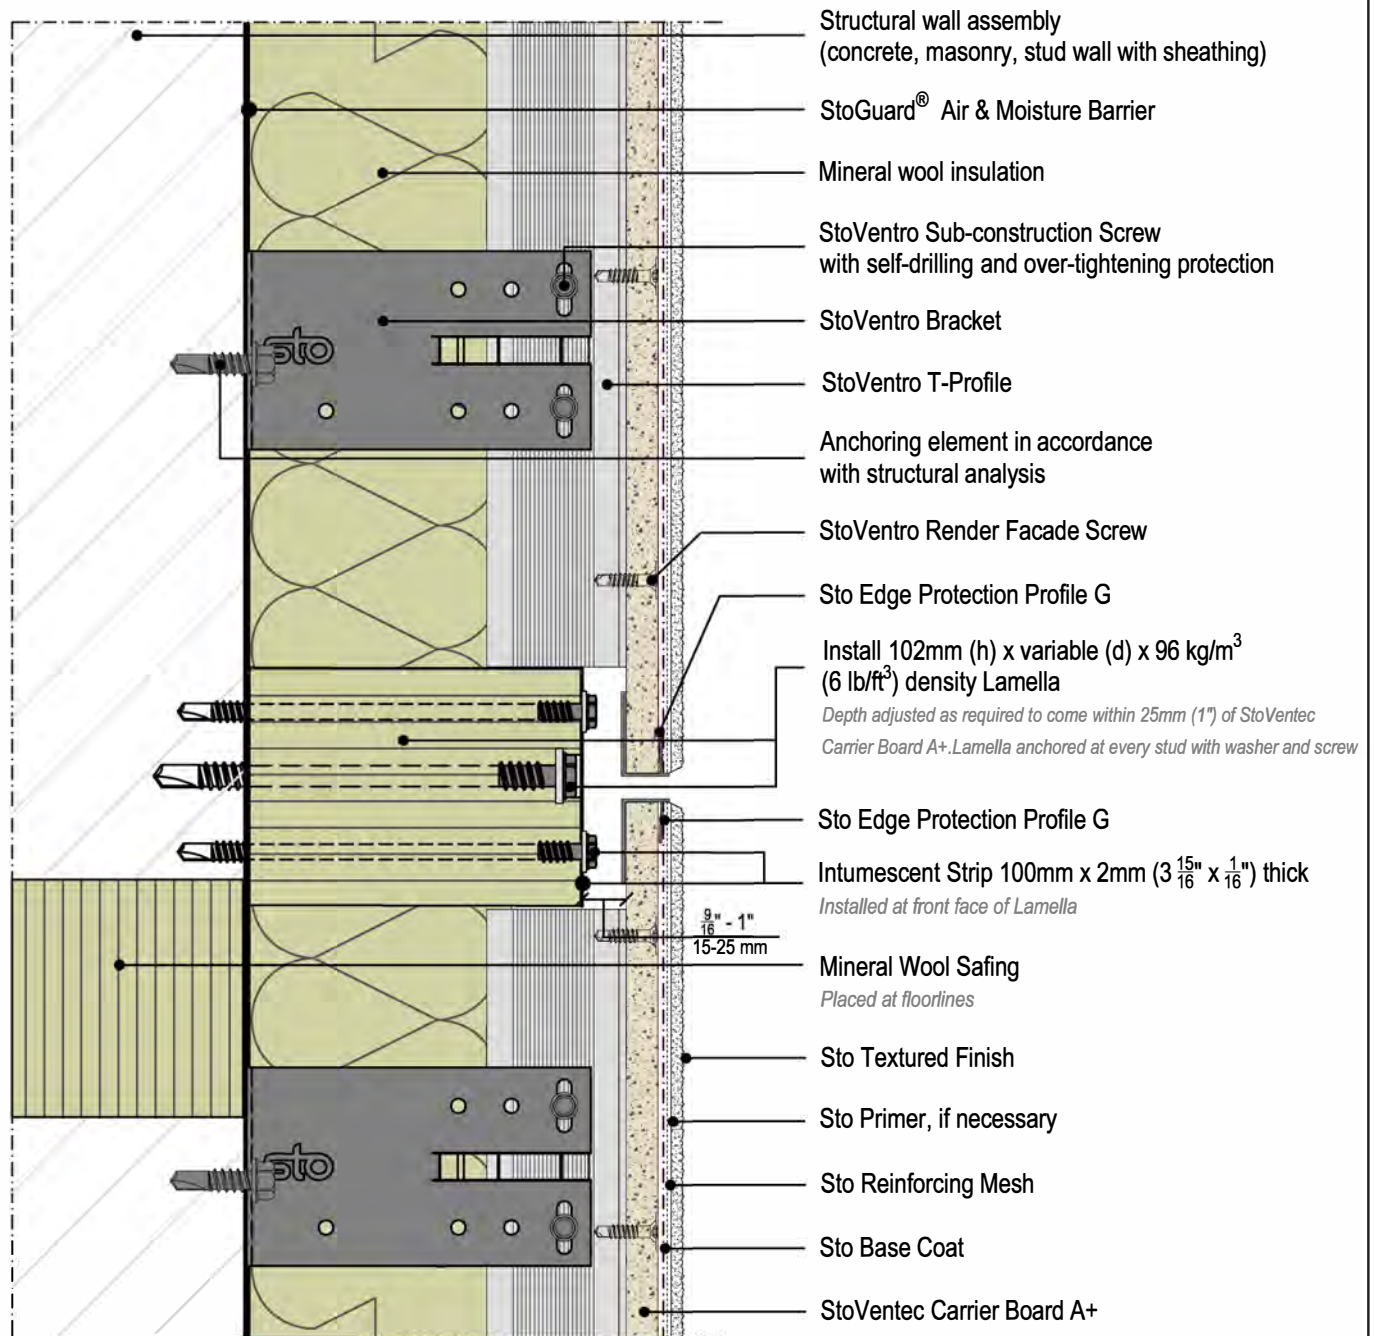 Structural wall assembly
(concrete, masonry, stud wall with sheathing)
StoGuard® Air & Moisture Barrier
Mineral wool insulation
StoVentro Sub-construction Screw
with self-drilling and over-tightening protection
StoVentro Bracket
sto
StoVentro T-Profile
Anchoring element in accordance
with structural analysis
StoVentro Render Facade Screw
Sto Edge Protection Profile G
Install 102mm (h) x variable (d) x 96 kg/m³
(6 lb/ft³) density Lamella
Depth adjusted as required to come within 25mm (1") of StoVentec
Carrier Board A+.Lamella anchored at every stud with washer and screw
Sto Edge Protection Profile G
Intumescent Strip 100mm x 2mm (3 15/16" x 1/16") thick
Installed at front face of Lamella
9/16" - 1"
15-25 mm
Mineral Wool Safing
Placed at floorlines
Sto Textured Finish
Sto Primer, if necessary
sto
Sto Reinforcing Mesh
Sto Base Coat
StoVentec Carrier Board A+